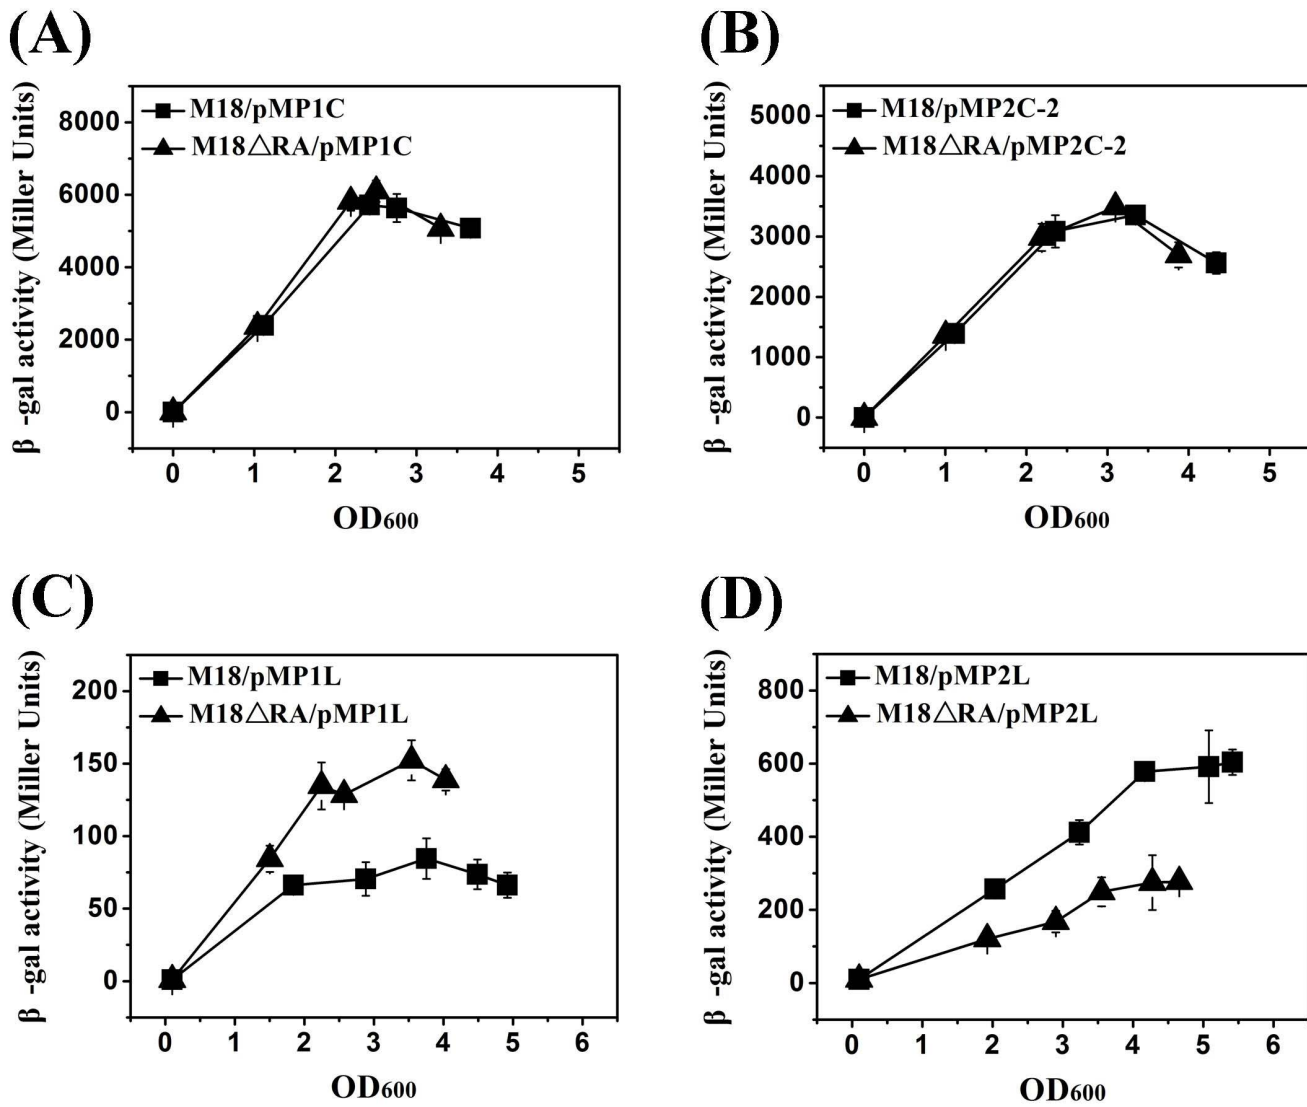 (A)
β -gal activity (Miller Units)
M18/pMP1C
M18△RA/pMP1C
8000
6000
4000
2000
0
0 1 2 3 4 5
OD600
(B)
β -gal activity (Miller Units)
M18/pMP2C-2
M18△RA/pMP2C-2
5000
4000
3000
2000
1000
0
0 1 2 3 4 5
OD600
(C)
β -gal activity (Miller Units)
M18/pMP1L
M18△RA/pMP1L
200
150
100
50
0
0 1 2 3 4 5 6
OD600
(D)
β -gal activity (Miller Units)
M18/pMP2L
M18△RA/pMP2L
800
600
400
200
0
0 1 2 3 4 5 6
OD600